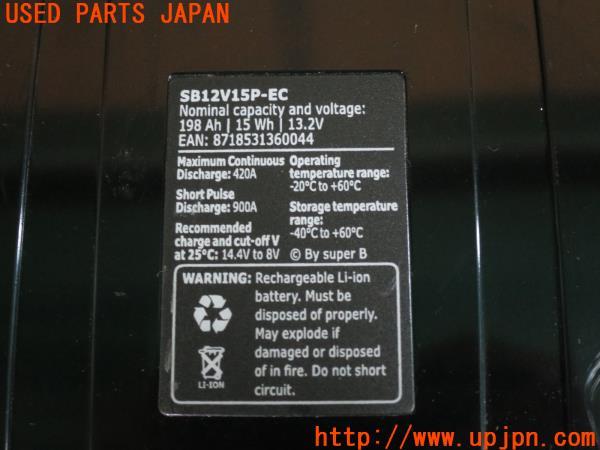 USED PARTS JAPAN
SB12V15P-EC
Nominal capacity and voltage:
198 Ah | 15 Wh | 13.2V
EAN: 8718531360044
Maximum Continuous
Discharge: 420A
Short Pulse
Discharge: 900A
Recommended
charge and cut-off V
at 25°C: 14.4V to 8V
Operating
temperature range:
-20°C to +60°C
Storage temperature
range:
-40°C to +60°C
© By super B
WARNING: Rechargeable Li-ion
battery. Must be
disposed of properly.
May explode if
damaged or disposed
of in fire. Do not short
circuit.
LI-ION
http://www.upjpn.com